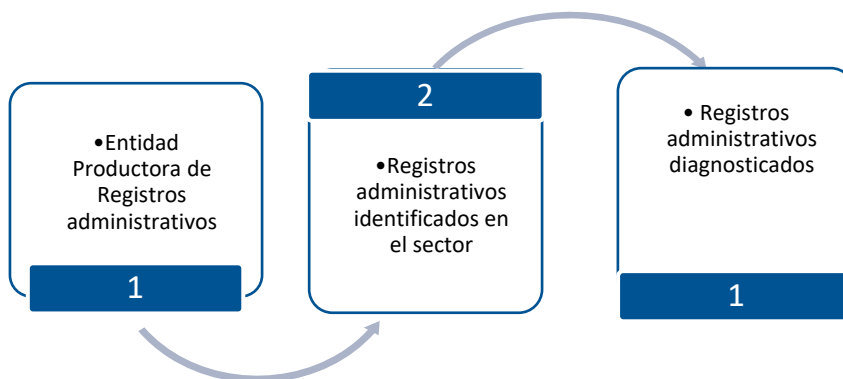 •Entidad
Productora de
Registros
administrativos
1
2
•Registros
administrativos
identificados en
el sector
• Registros
administrativos
diagnosticados
1